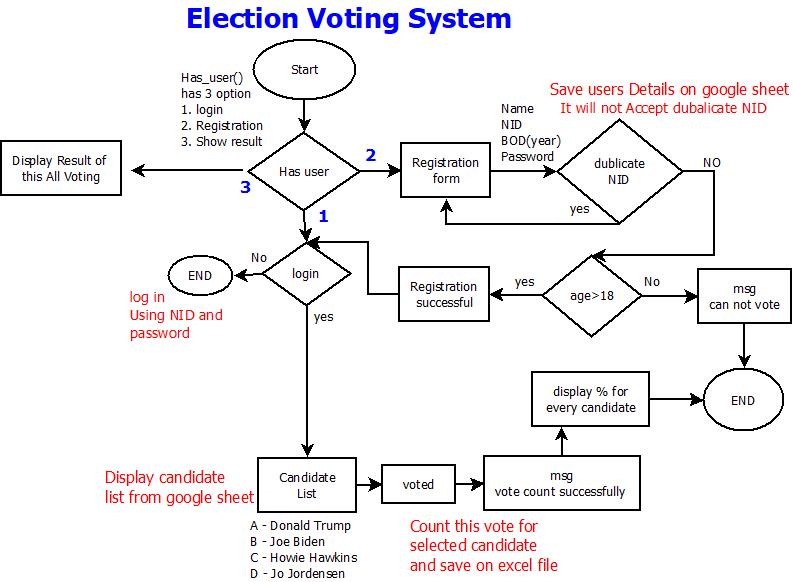 Election Voting System
Start
Has_user()
has 3 option
1. login
2. Registration
3. Show result
Save users Details on google sheet
It will not Accept dubalicate NID
Name
NID
BOD(year)
Password
Display Result of
this All Voting
3
Has user
2
Registration
form
dublicate
NID
NO
yes
1
END
No
login
yes
log in
Using NID and
password
Registration
successful
yes
age>18
No
msg
can not vote
display % for
every candidate
END
Display candidate
list from google sheet
Candidate
List
voted
msg
vote count successfully
A - Donald Trump
B - Joe Biden
C - Howie Hawkins
D - Jo Jordensen
Count this vote for
selected candidate
and save on excel file